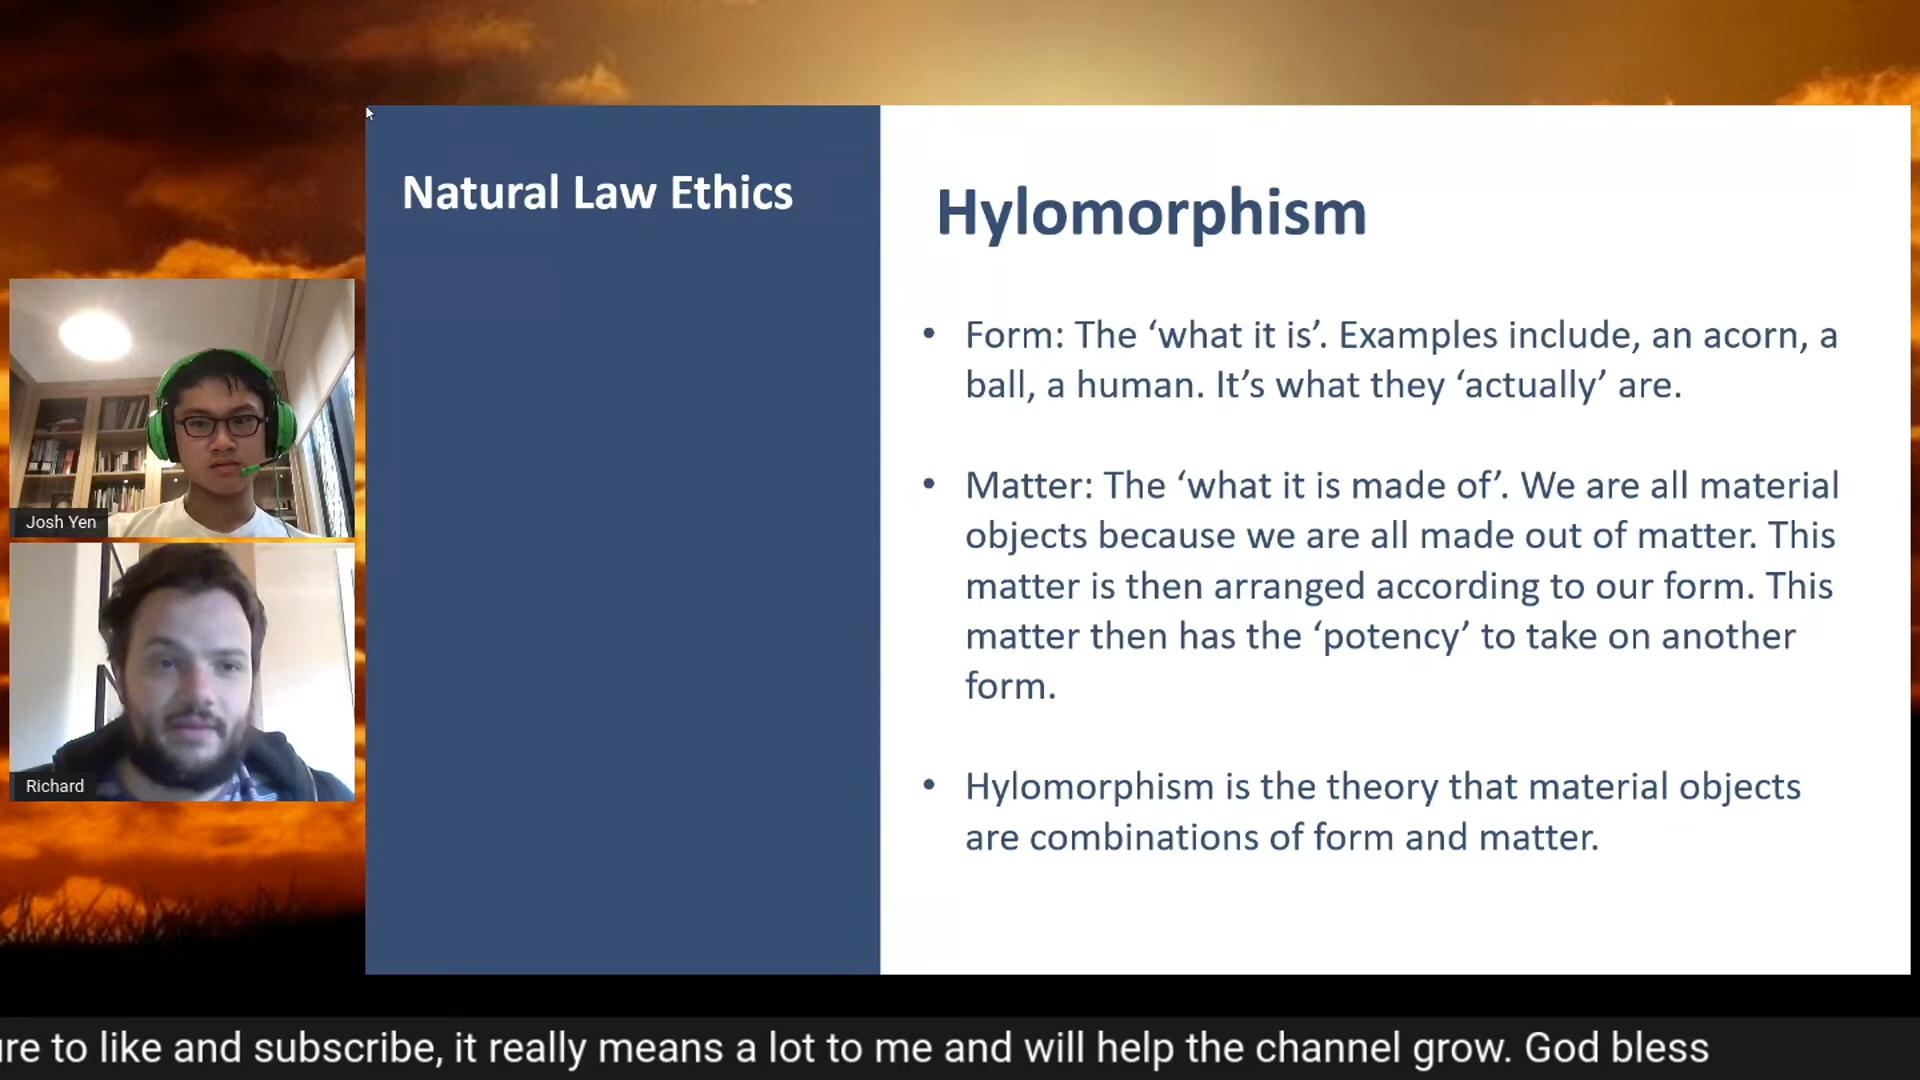 Natural Law Ethics
Hylomorphism
• Form: The ‘what it is’. Examples include, an acorn, a
ball, a human. It’s what they ‘actually’ are.
• Matter: The ‘what it is made of’. We are all material
objects because we are all made out of matter. This
matter is then arranged according to our form. This
matter then has the ‘potency’ to take on another
form.
• Hylomorphism is the theory that material objects
are combinations of form and matter.
Josh Yen
Richard
re to like and subscribe, it really means a lot to me and will help the channel grow. God bless